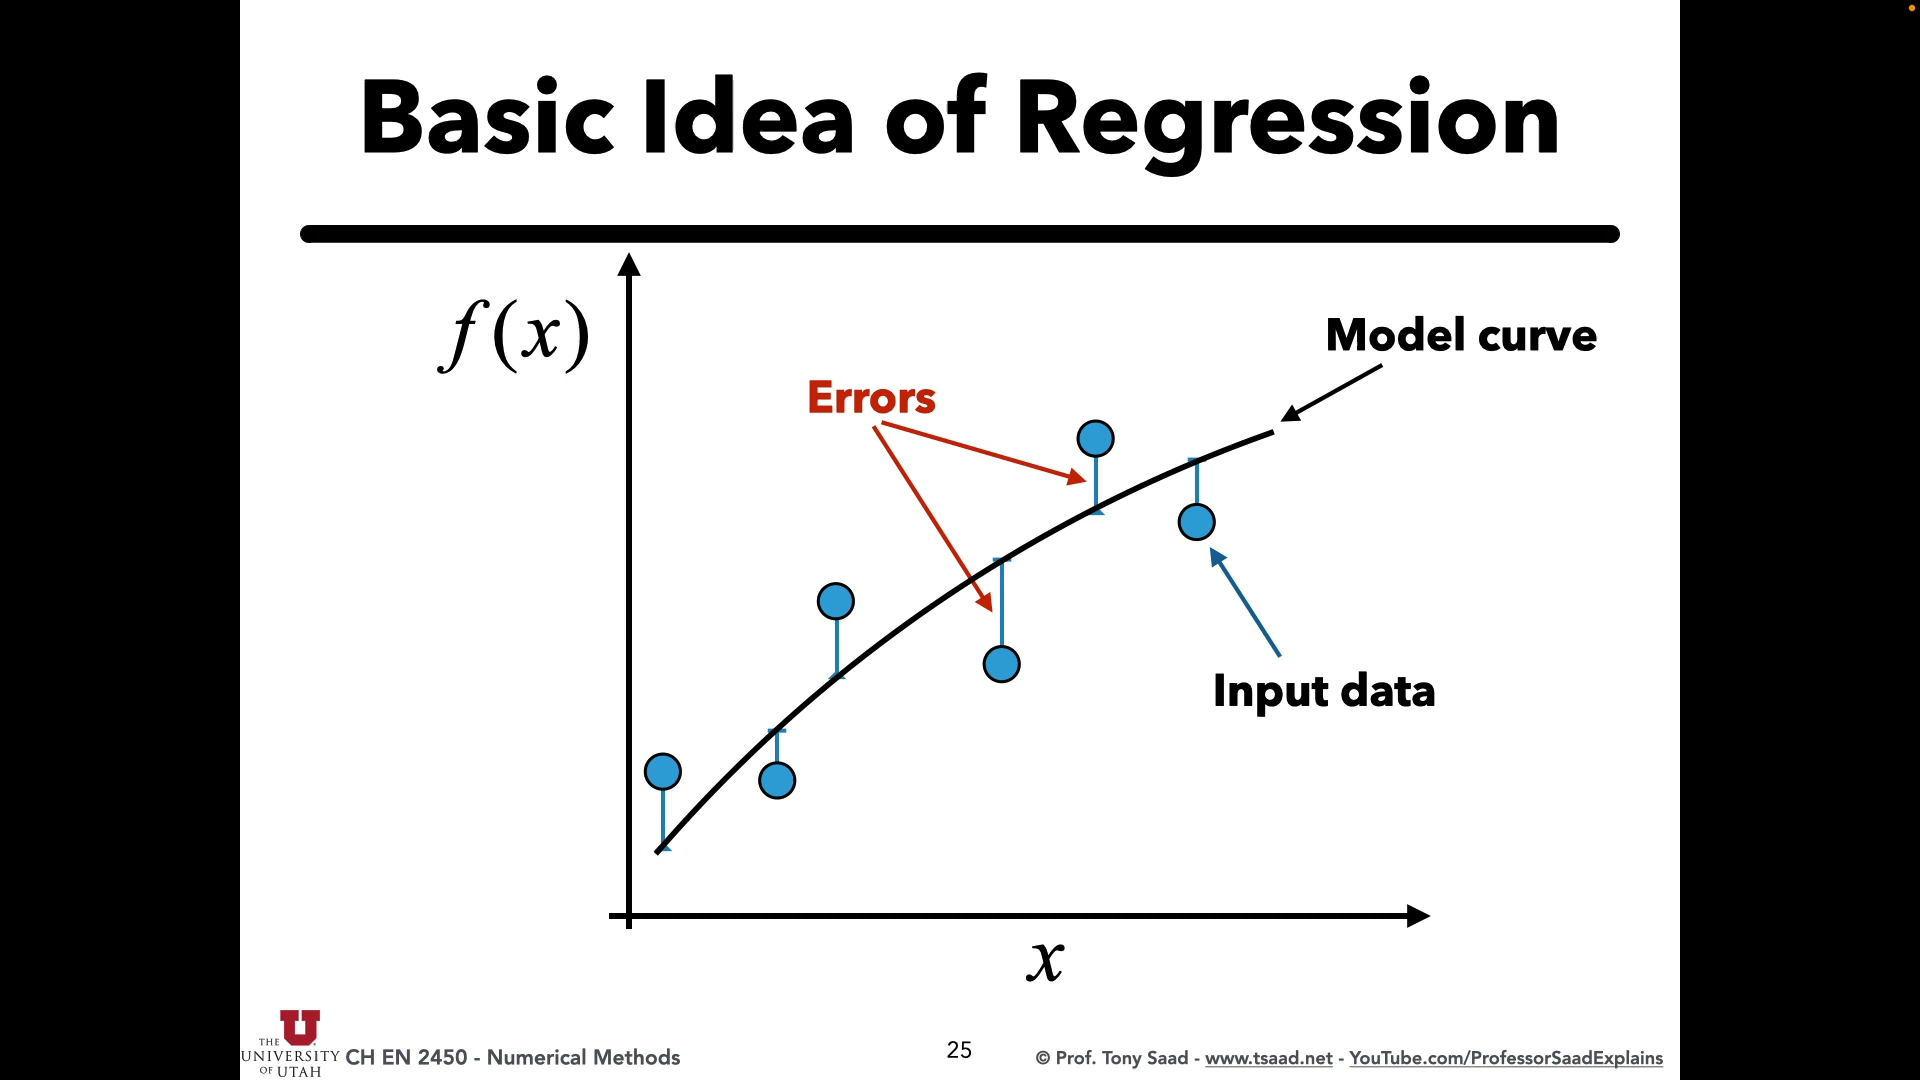 Basic Idea of Regression
f(x)
Model curve
Errors
Input data
x
THE
UNIVERSITY
OF UTAH
CH EN 2450 - Numerical Methods
25
© Prof. Tony Saad - www.tsaad.net - YouTube.com/ProfessorSaadExplains